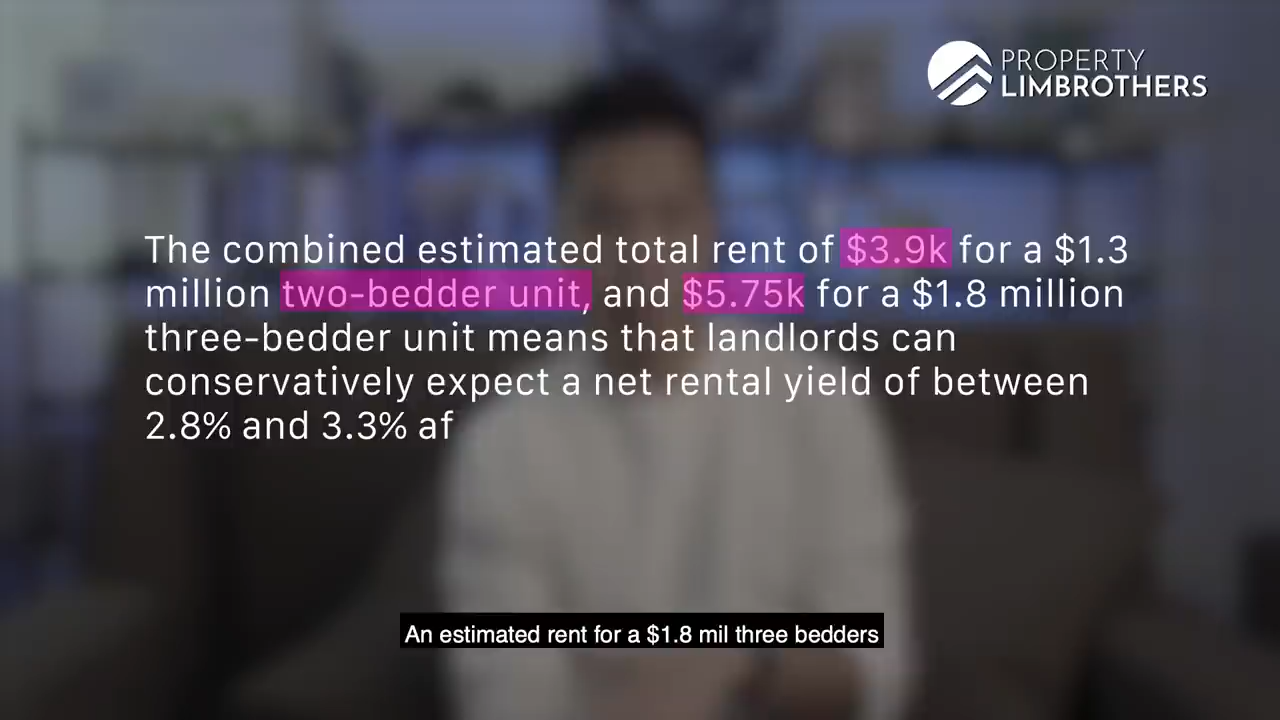 PROPERTY
LIMBROTHERS
The combined estimated total rent of $3.9k for a $1.3
million two-bedder unit, and $5.75k for a $1.8 million
three-bedder unit means that landlords can
conservatively expect a net rental yield of between
2.8% and 3.3% af
An estimated rent for a $1.8 mil three bedders